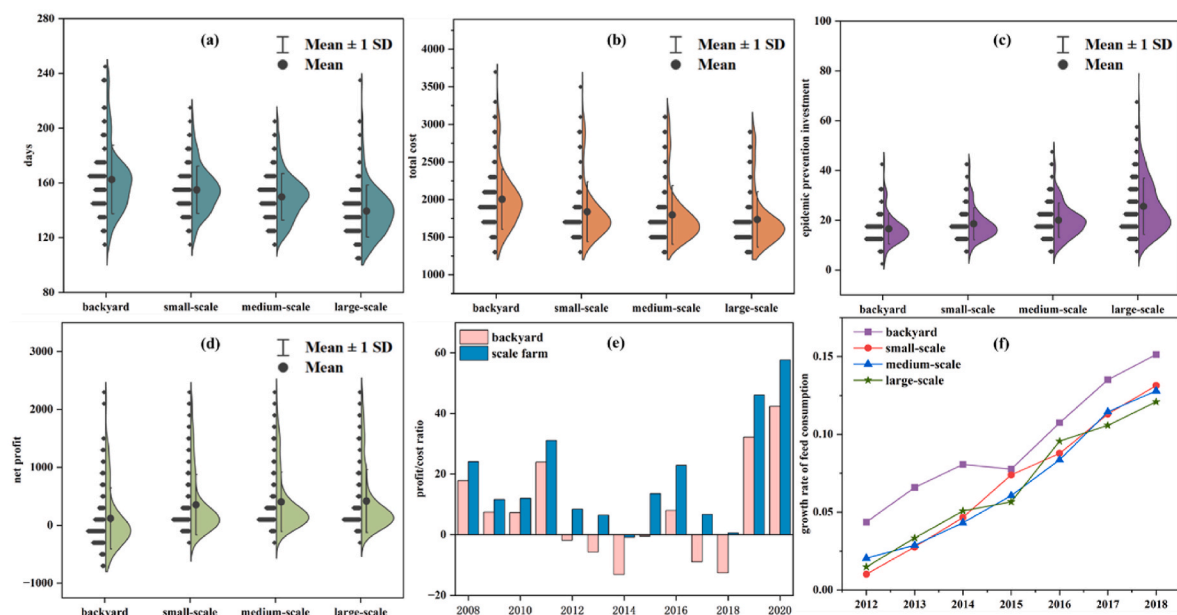 (a)
Mean ± 1 SD
Mean
280
240
200
160
120
80
days
backyard small-scale medium-scale large-scale
(b)
Mean ± 1 SD
Mean
4000
3500
3000
2500
2000
1500
1000
total cost
backyard small-scale medium-scale large-scale
(c)
Mean ± 1 SD
Mean
100
80
60
40
20
0
epidemic prevention investment
backyard small-scale medium-scale large-scale
(d)
Mean ± 1 SD
Mean
3000
2000
1000
0
−1000
net profit
backyard small-scale medium-scale large-scale
(e)
backyard
scale farm
60
40
20
0
−20
profit/cost ratio
2008 2010 2012 2014 2016 2018 2020
(f)
backyard
small-scale
medium-scale
large-scale
0.15
0.10
0.05
0.00
growth rate of feed consumption
2012 2013 2014 2015 2016 2017 2018